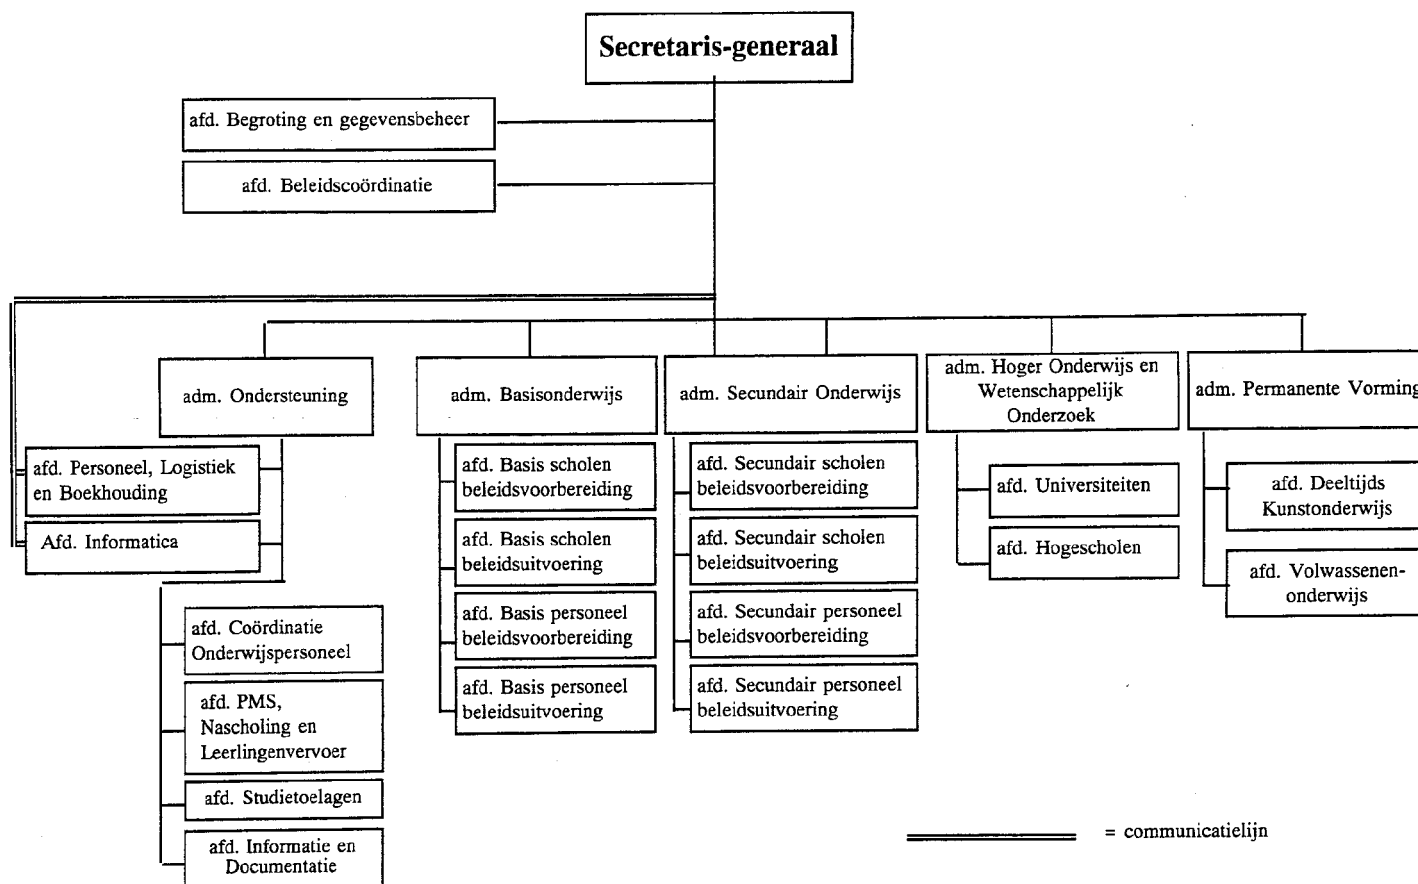 Secretaris-generaal
afd. Begroting en gegevensbeheer
afd. Beleidscoördinatie
adm. Ondersteuning
afd. Personeel, Logistiek
en Boekhouding
Afd. Informatica
afd. Coördinatie
Onderwijspersoneel
afd. PMS,
Nascholing en
Leerlingenvervoer
afd. Studietoelagen
afd. Informatie en
Documentatie
adm. Basisonderwijs
afd. Basis scholen
beleidsvoorbereiding
afd. Basis scholen
beleidsuitvoering
afd. Basis personeel
beleidsvoorbereiding
afd. Basis personeel
beleidsuitvoering
adm. Secundair Onderwijs
afd. Secundair scholen
beleidsvoorbereiding
afd. Secundair scholen
beleidsuitvoering
afd. Secundair personeel
beleidsvoorbereiding
afd. Secundair personeel
beleidsuitvoering
adm. Hoger Onderwijs en
Wetenschappelijk
Onderzoek
afd. Universiteiten
afd. Hogescholen
adm. Permanente Vorming
afd. Deeltijds
Kunstonderwijs
afd. Volwassenen-
onderwijs
= communicatielijn